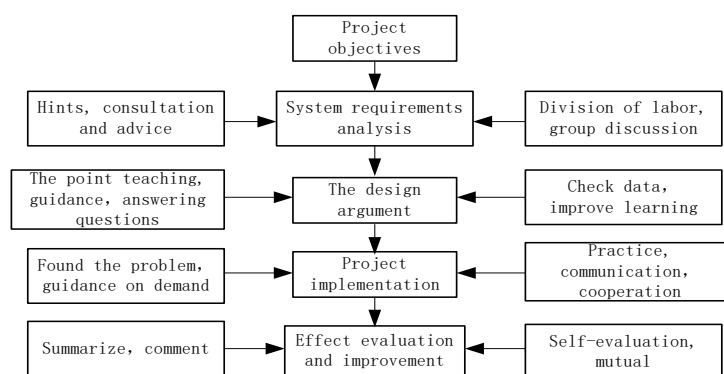 Project
objectives
Hints, consultation
and advice
System requirements
analysis
Division of labor,
group discussion
The point teaching,
guidance, answering
questions
The design
argument
Check data,
improve learning
Found the problem,
guidance on demand
Project
implementation
Practice,
communication,
cooperation
Summarize, comment
Effect evaluation
and improvement
Self-evaluation,
mutual